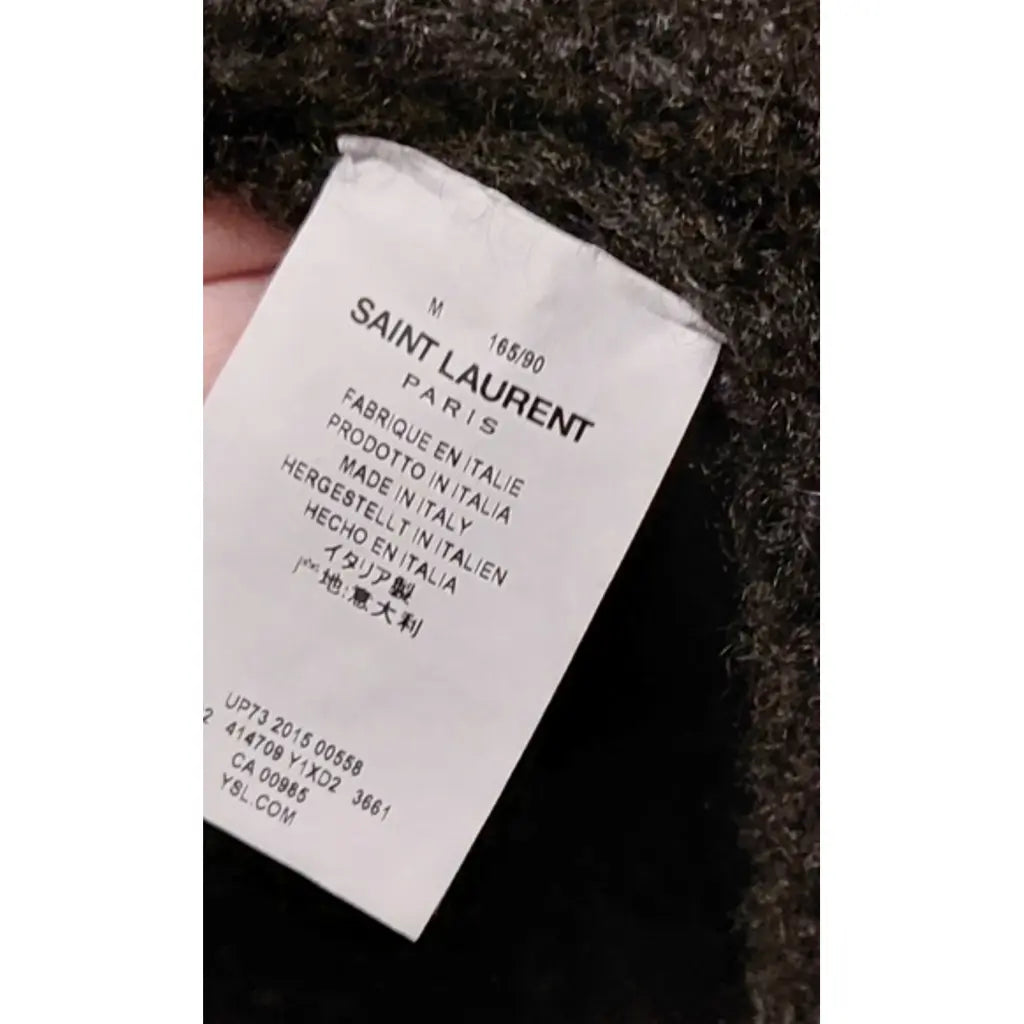 M 165/90
SAINT LAURENT
PARIS
FABRIQUE EN ITALIE
PRODOTTO IN ITALIA
MADE IN ITALY
HERGESTELLT IN ITALIEN
HECHO EN ITALIA
イタリア製
产地:意大利
UP73 2015 00558
2 414709 Y1XD2 3661
CA 00985
YSL.COM